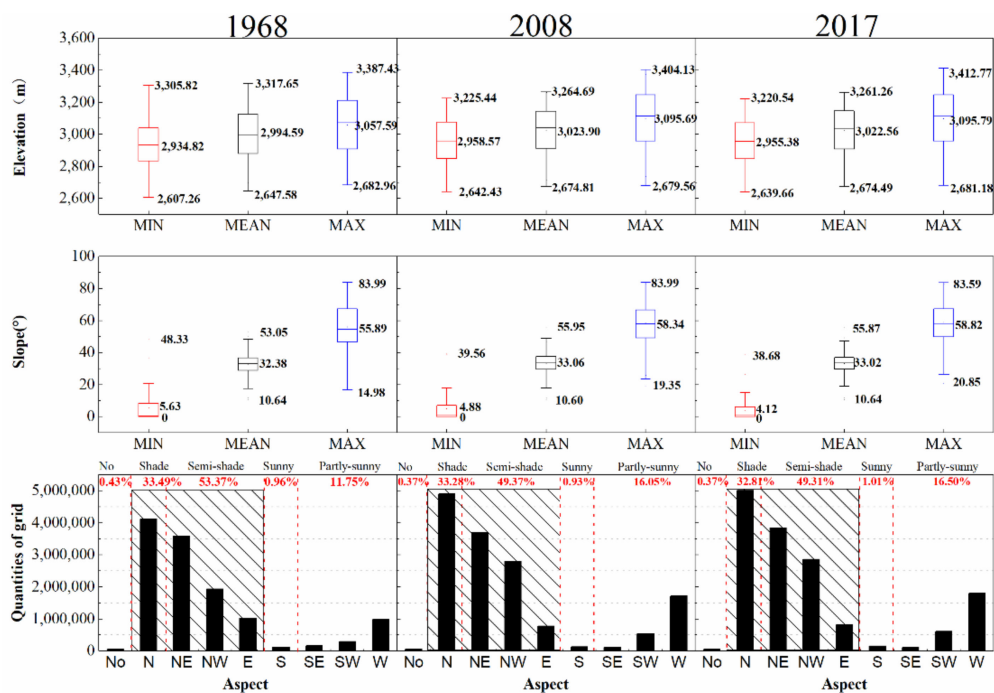 1968 2008 2017
Elevation (m)
3,600
3,400
3,200
3,000
2,800
2,600
3,305.82 3,317.65 3,387.43
2,934.82 2,994.59 3,057.59
2,607.26 2,647.58 2,682.96
3,225.44 3,264.69 3,404.13
2,958.57 3,023.90 3,095.69
2,642.43 2,674.81 2,679.56
3,220.54 3,261.26 3,412.77
2,955.38 3,022.56 3,095.79
2,639.66 2,674.49 2,681.18
MIN MEAN MAX MIN MEAN MAX MIN MEAN MAX
Slope(°)
100
80
60
40
20
0
48.33 53.05 83.99
5.63 32.38 55.89
0 10.64 14.98
39.56 55.95 83.99
4.88 33.06 58.34
0 10.60 19.35
38.68 55.87 83.59
4.12 33.02 58.82
0 10.64 20.85
MIN MEAN MAX MIN MEAN MAX MIN MEAN MAX
No Shade Semi-shade Sunny Partly-sunny No Shade Semi-shade Sunny Partly-sunny No Shade Semi-shade Sunny Partly-sunny
0.43% 33.49% 53.37% 0.96% 11.75% 0.37% 33.28% 49.37% 0.93% 16.05% 0.37% 32.81% 49.31% 1.01% 16.50%
Quantities of grid
5,000,000
4,000,000
3,000,000
2,000,000
1,000,000
0
No N NE NW E S SE SW W No N NE NW E S SE SW W No N NE NW E S SE SW W
Aspect Aspect Aspect